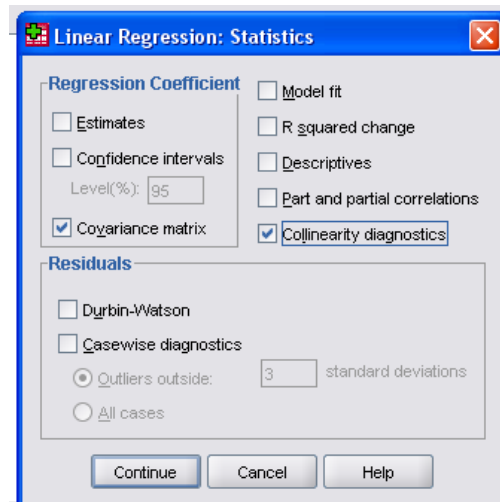 Linear Regression: Statistics
Regression Coefficient
Estimates
Confidence intervals
Level(%): 95
Covariance matrix
Model fit
R squared change
Descriptives
Part and partial correlations
Collinearity diagnostics
Residuals
Durbin-Watson
Casewise diagnostics
Outliers outside: 3 standard deviations
All cases
Continue Cancel Help